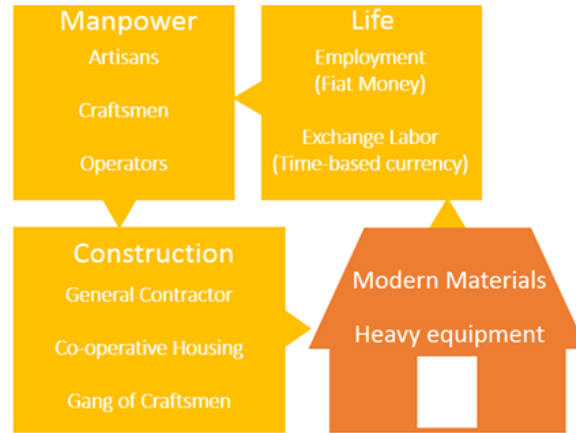 Manpower
Artisans
Craftsmen
Operators
Life
Employment
(Fiat Money)
Exchange Labor
(Time-based currency)
Construction
General Contractor
Co-operative Housing
Gang of Craftsmen
Modern Materials
Heavy equipment